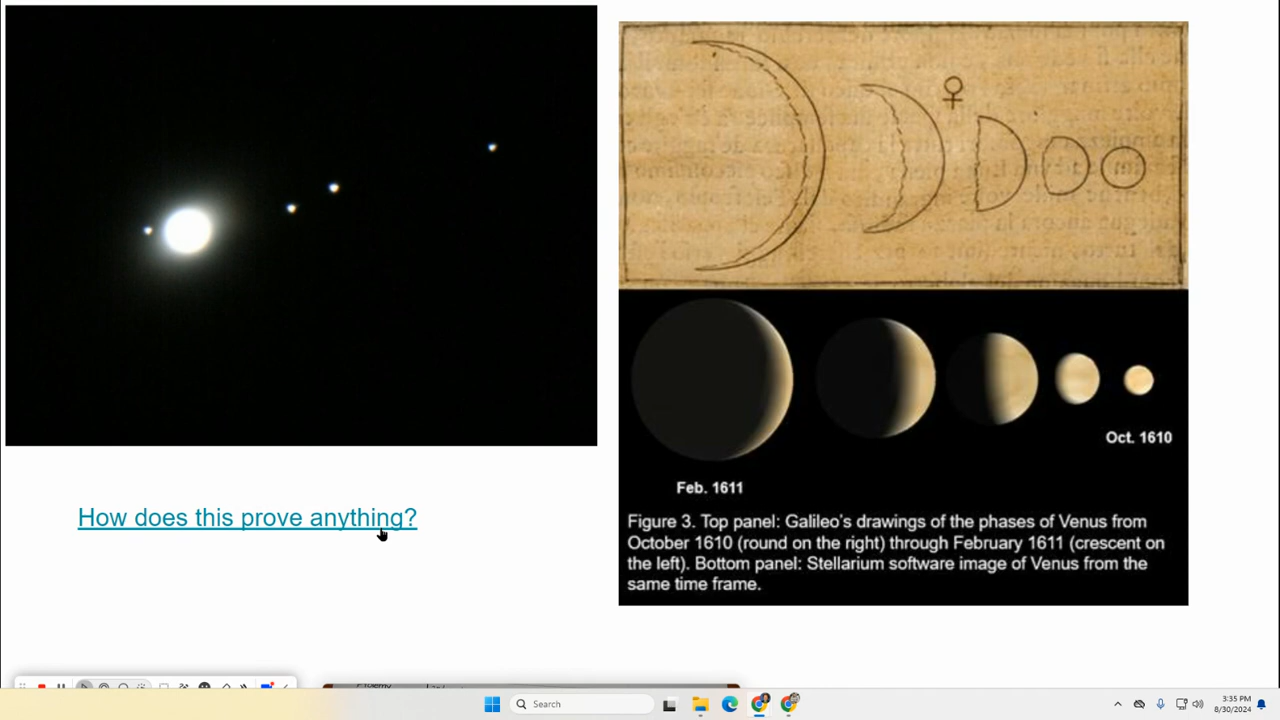 How does this prove anything?
Oct. 1610
Feb. 1611
Figure 3. Top panel: Galileo's drawings of the phases of Venus from
October 1610 (round on the right) through February 1611 (crescent on
the left). Bottom panel: Stellarium software image of Venus from the
same time frame.
Search
3:35 PM
8/30/2024